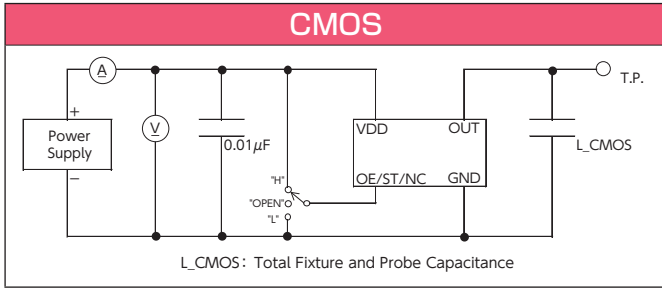 CMOS
A
T.P.
+
Power
Supply
−
V
0.01μF
VDD
OUT
OE/ST/NC
GND
L_CMOS
"H"
"OPEN"
"L"
L_CMOS: Total Fixture and Probe Capacitance